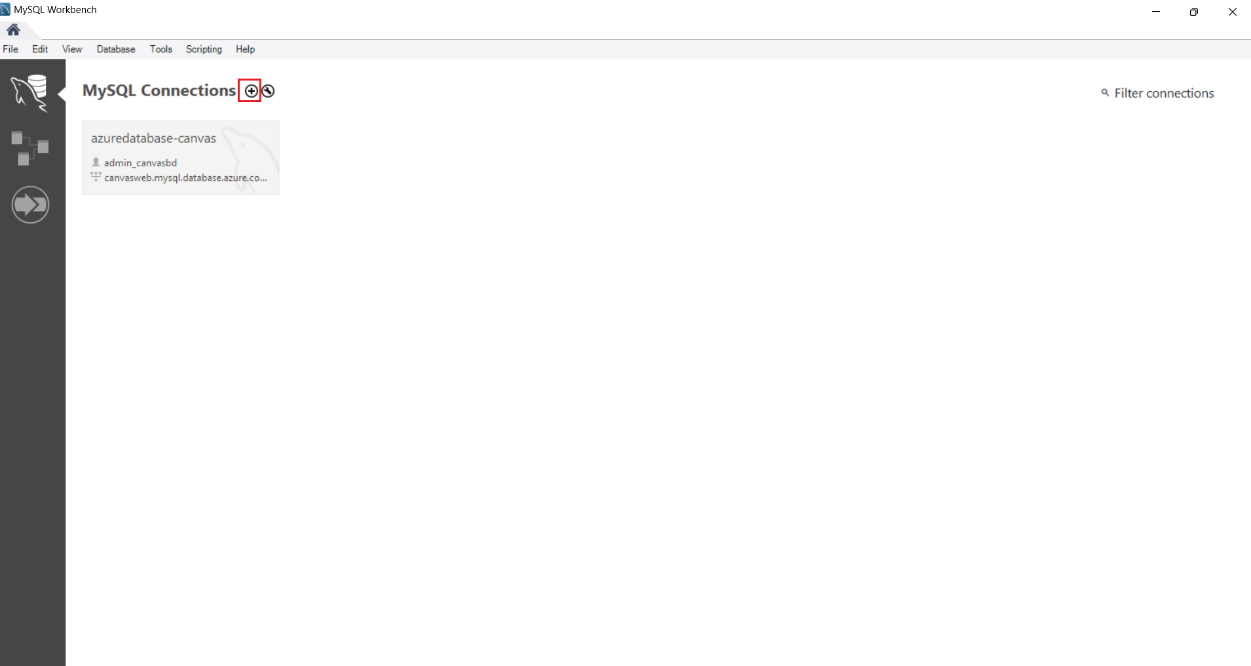 MySQL Workbench
File Edit View Database Tools Scripting Help
MySQL Connections
Filter connections
azuredatabase-canvas
admin_canvasbd
canvasweb.mysql.database.azure.co...